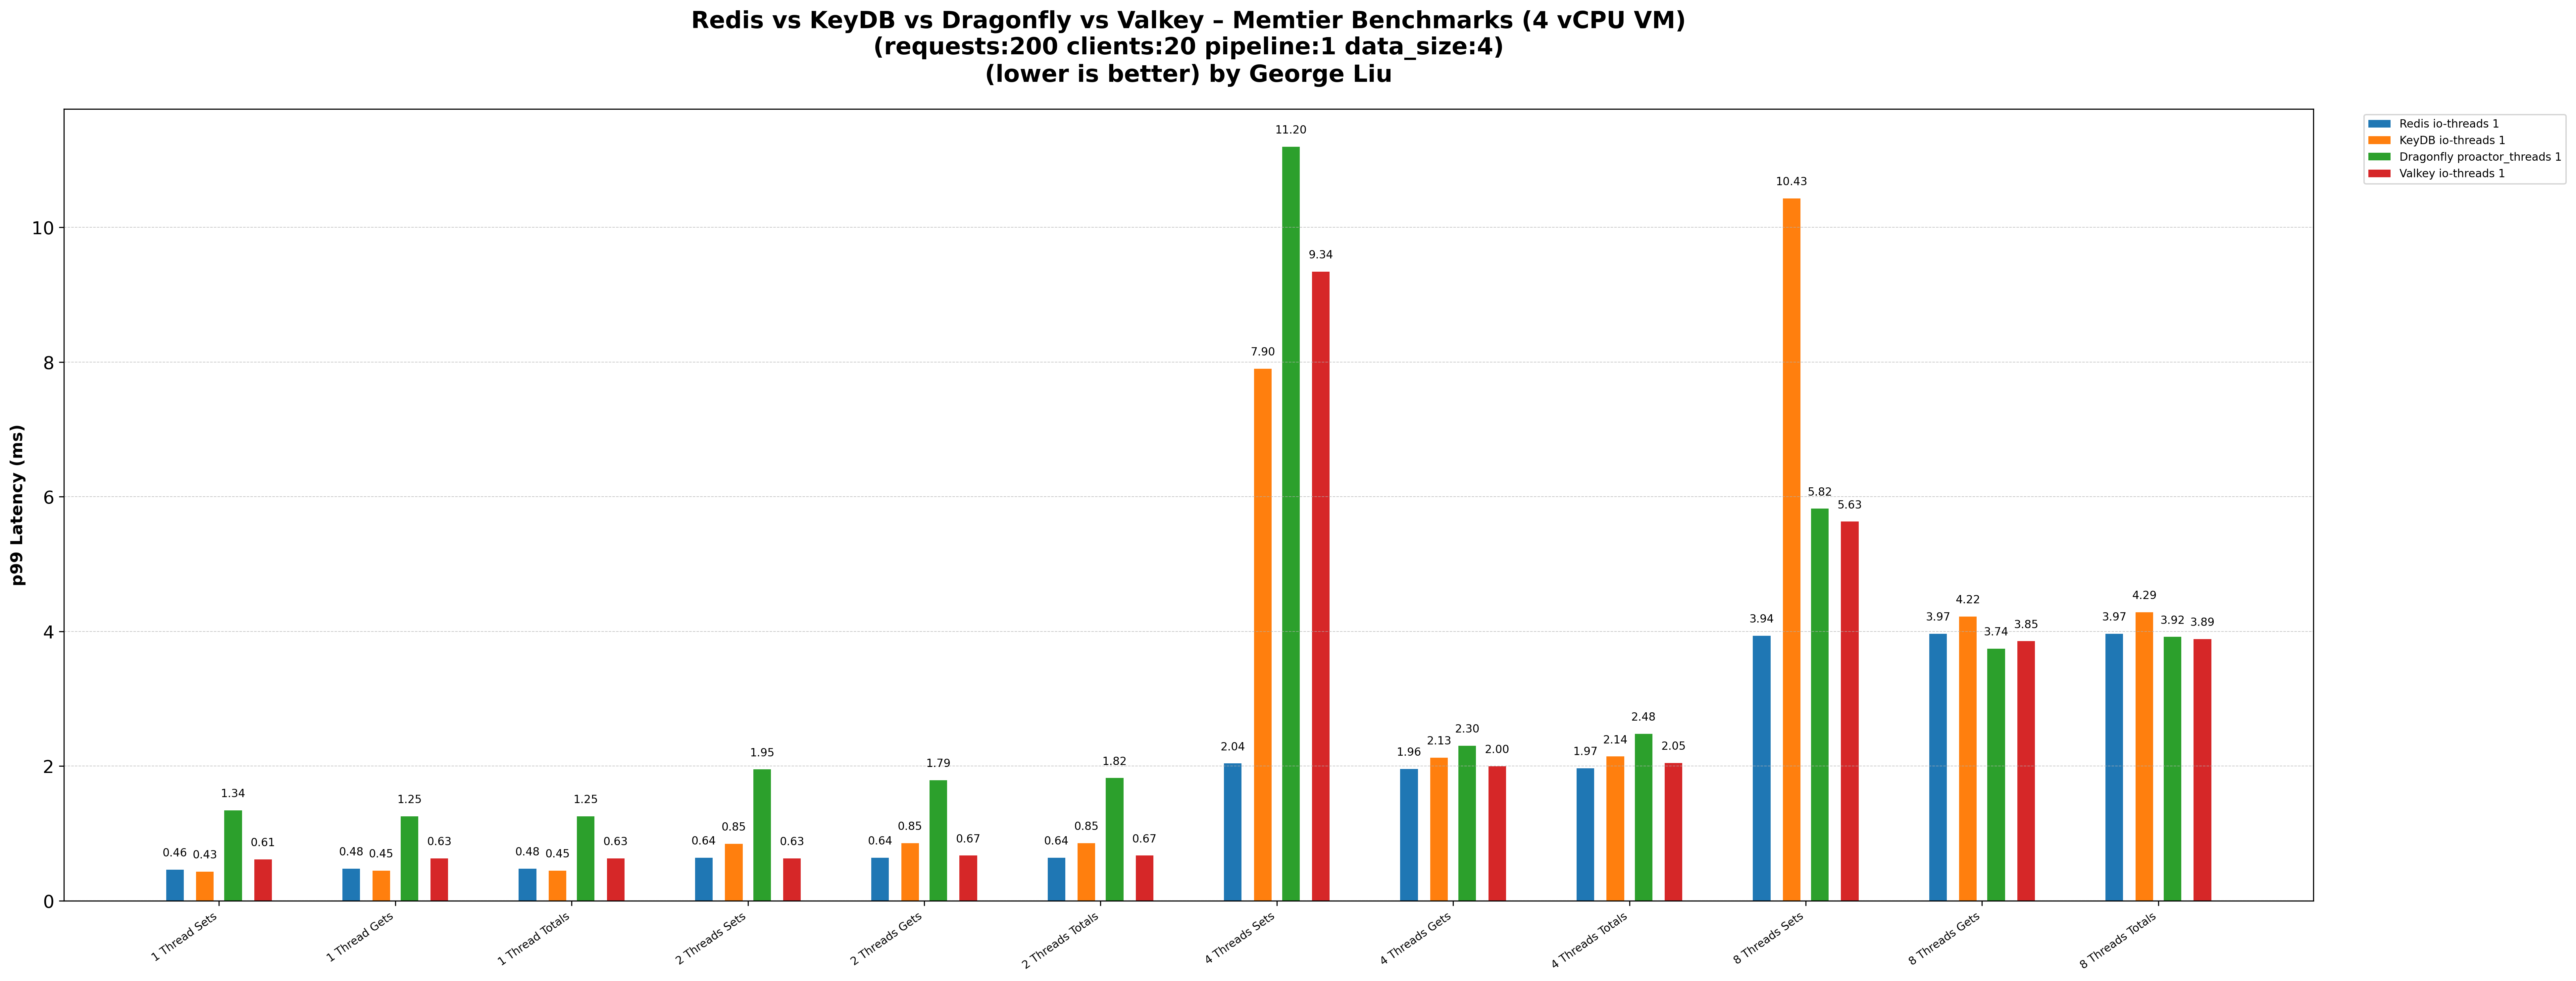 Redis vs KeyDB vs Dragonfly vs Valkey – Memtier Benchmarks (4 vCPU VM)
(requests:200 clients:20 pipeline:1 data_size:4)
(lower is better) by George Liu
Redis io-threads 1
KeyDB io-threads 1
Dragonfly proactor_threads 1
Valkey io-threads 1
p99 Latency (ms)
10
8
6
4
2
0
0.46 0.43 1.34 0.61
0.48 0.45 1.25 0.63
0.48 0.45 1.25 0.63
0.64 0.85 1.95 0.63
0.64 0.85 1.79 0.67
0.64 0.85 1.82 0.67
2.04 7.90 11.20 9.34
1.96 2.13 2.30 2.00
1.97 2.14 2.48 2.05
3.94 10.43 5.82 5.63
3.97 4.22 3.74 3.85
3.97 4.29 3.92 3.89
1 Thread Sets
1 Thread Gets
1 Thread Totals
2 Threads Sets
2 Threads Gets
2 Threads Totals
4 Threads Sets
4 Threads Gets
4 Threads Totals
8 Threads Sets
8 Threads Gets
8 Threads Totals